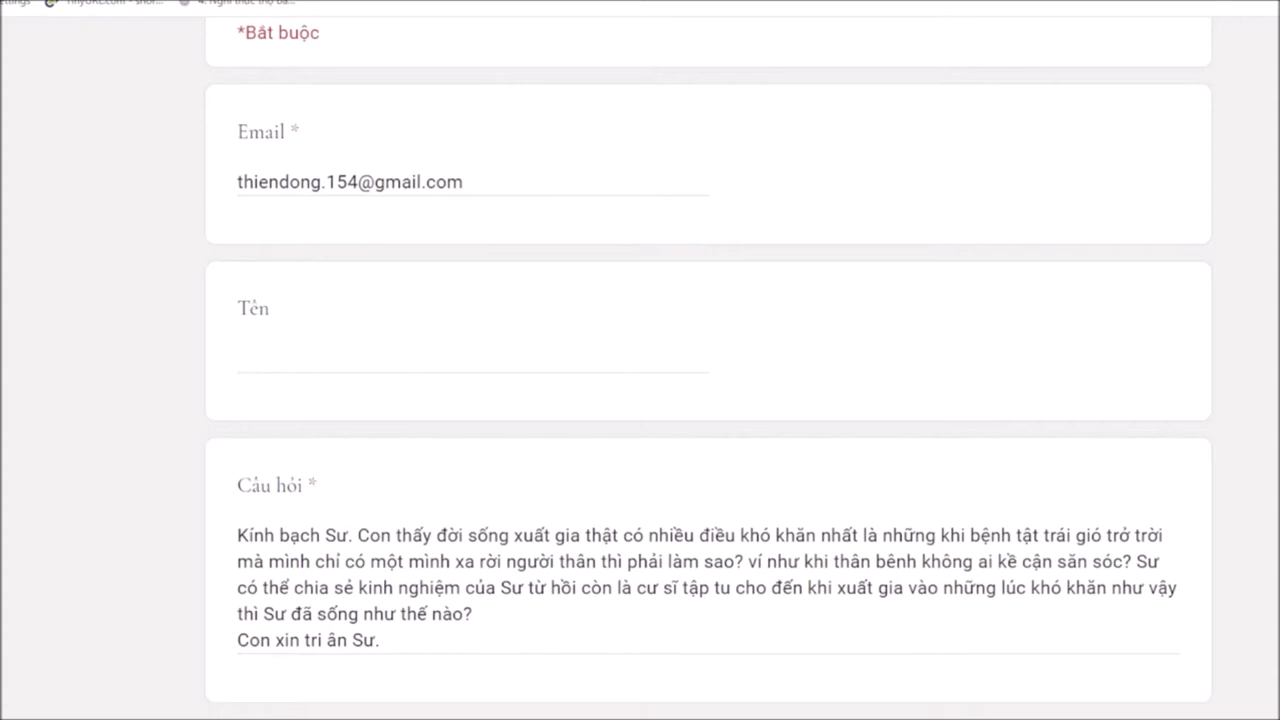 *Bắt buộc
Email *
thiendong.154@gmail.com
Tên
Câu hỏi *
Kính bạch Sư. Con thấy đời sống xuất gia thật có nhiều điều khó khăn nhất là những khi bệnh tật trái gió trở trời
mà mình chỉ có một mình xa rời người thân thì phải làm sao? ví như khi thân bênh không ai kề cận săn sóc? Sư
có thể chia sẻ kinh nghiệm của Sư từ hồi còn là cư sĩ tập tu cho đến khi xuất gia vào những lúc khó khăn như vậy
thì Sư đã sống như thế nào?
Con xin tri ân Sư.